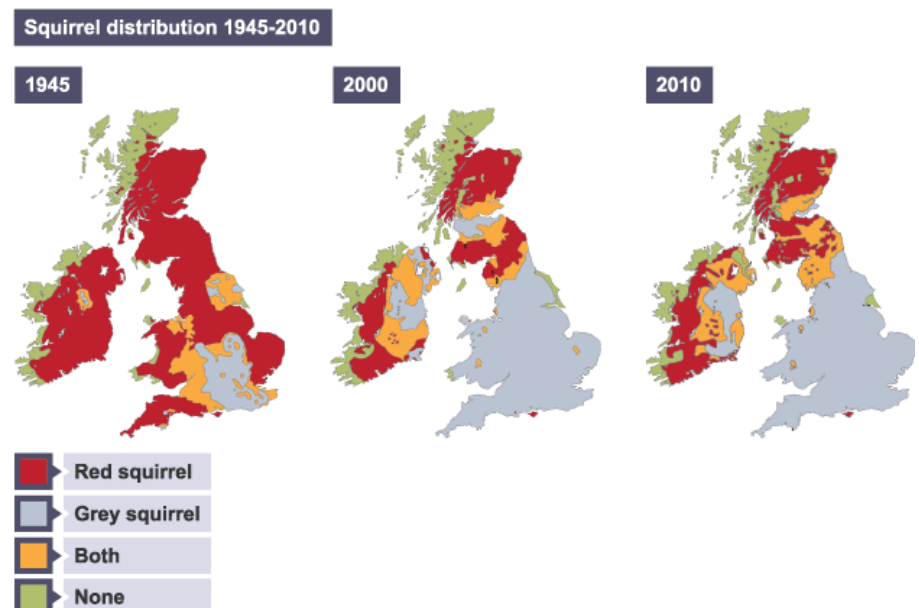 Squirrel distribution 1945-2010
1945
2000
2010
Red squirrel
Grey squirrel
Both
None